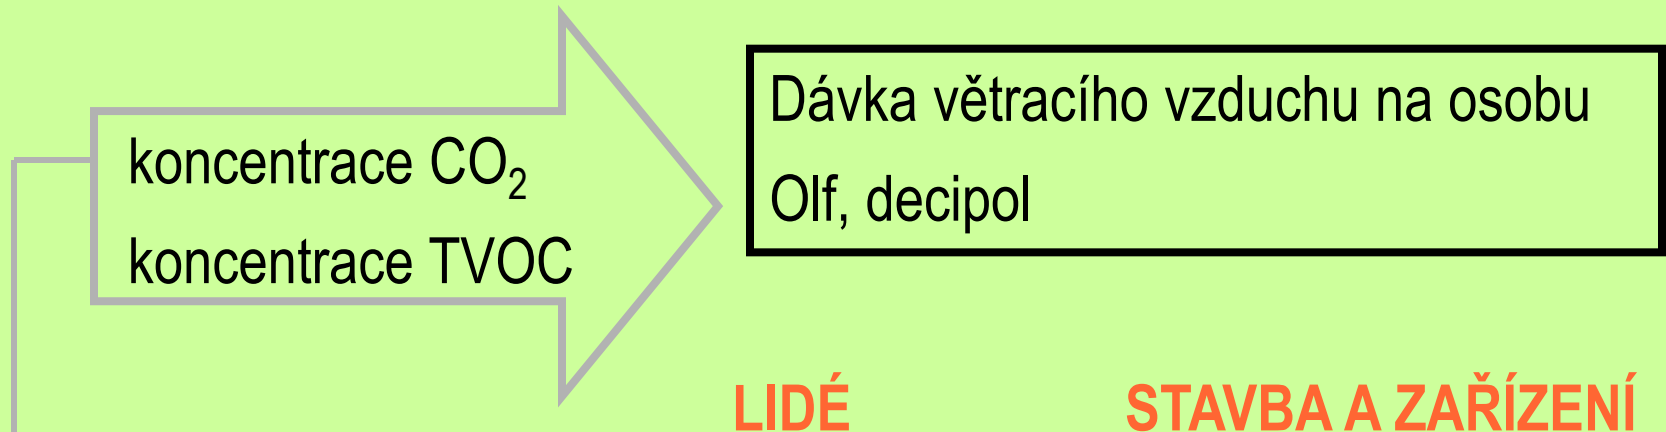 koncentrace CO₂
koncentrace TVOC
Dávka větracího vzduchu na osobu
Olf, decipol
LIDÉ
STAVBA A ZAŘÍZENÍ